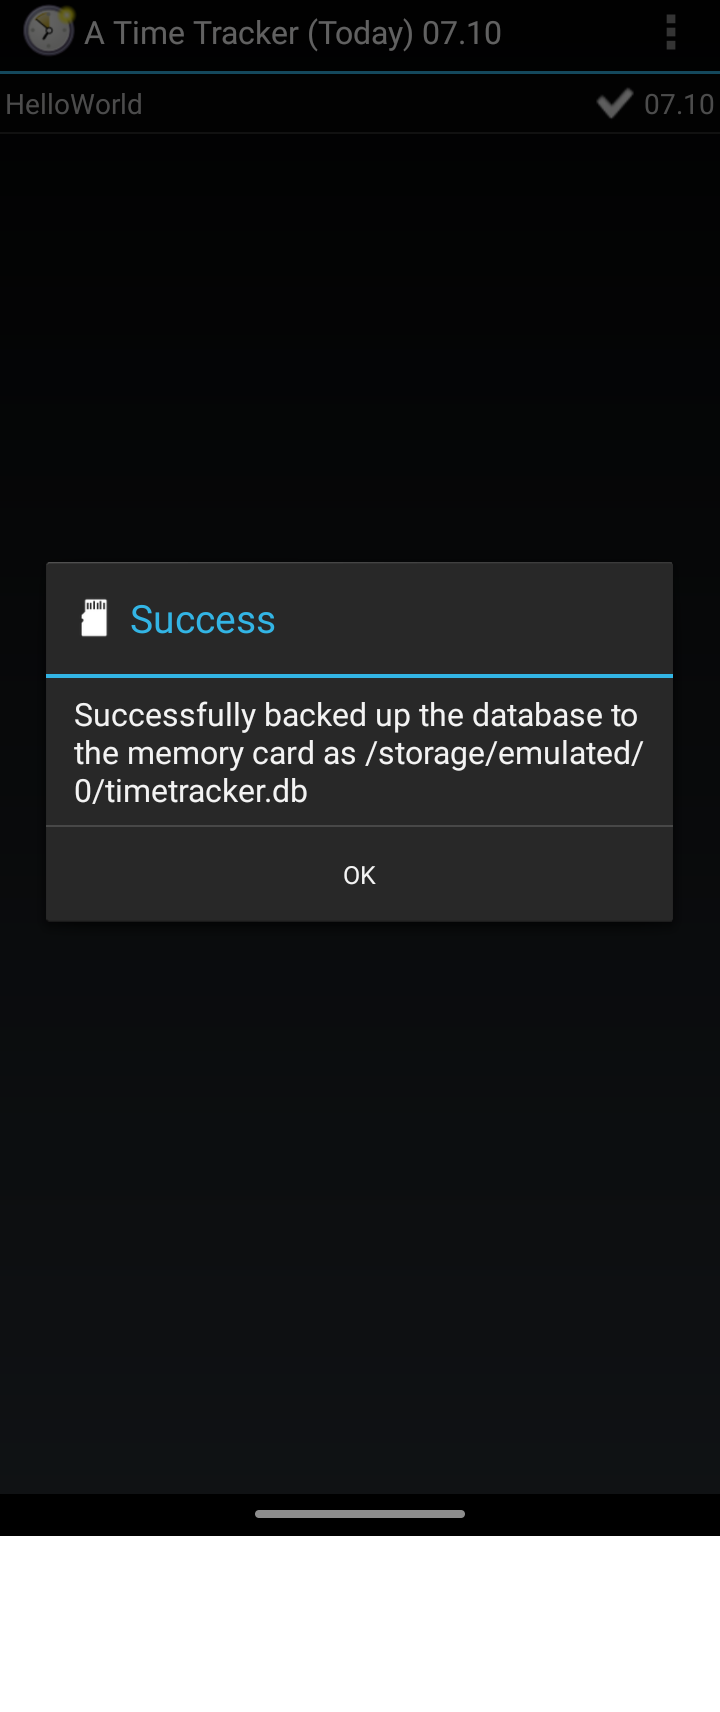 A Time Tracker (Today) 07.10
HelloWorld 07.10
Success
Successfully backed up the database to
the memory card as /storage/emulated/
0/timetracker.db
OK